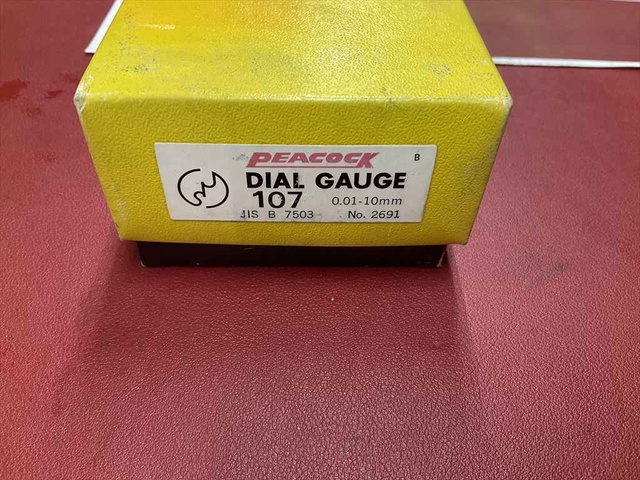 PEACOCK B
DIAL GAUGE
107 0.01-10mm
JIS B 7503 No. 2691